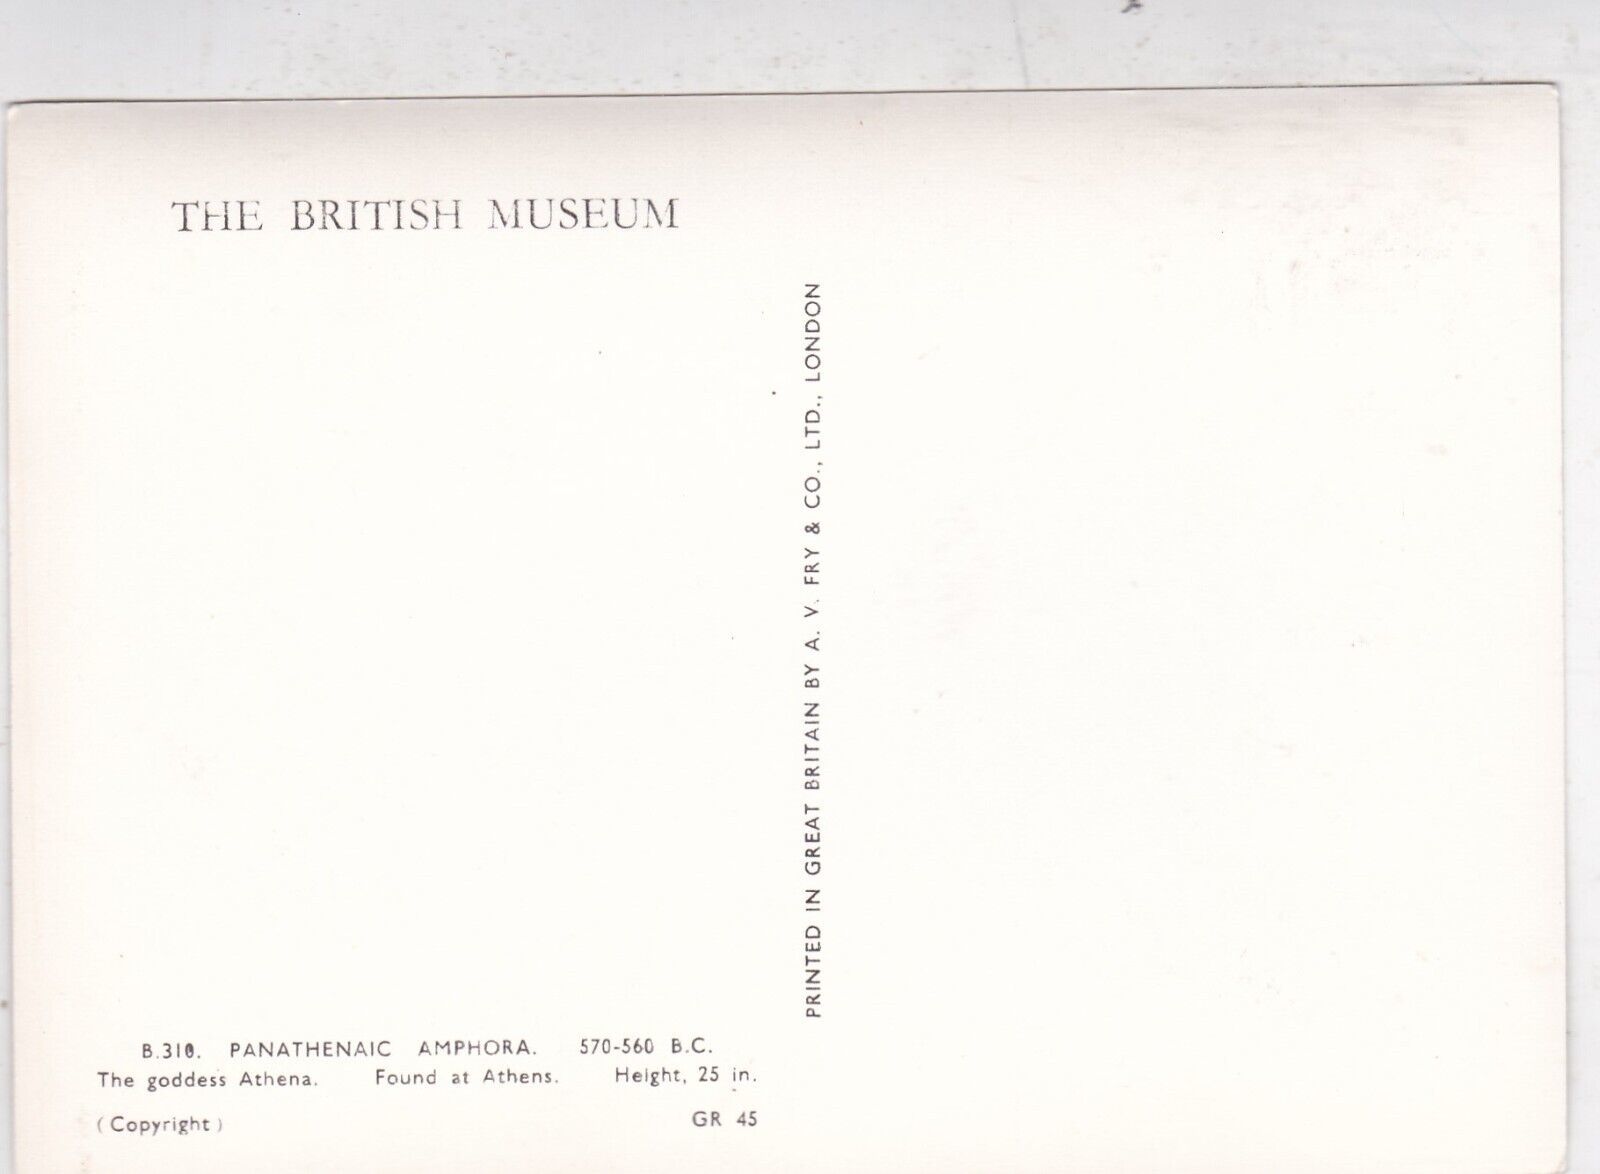 THE BRITISH MUSEUM
PRINTED IN GREAT BRITAIN BY A. V. FRY & CO., LTD., LONDON
B.310. PANATHENAIC AMPHORA. 570-560 B.C.
The goddess Athena. Found at Athens. Height, 25 in.
(Copyright) GR 45